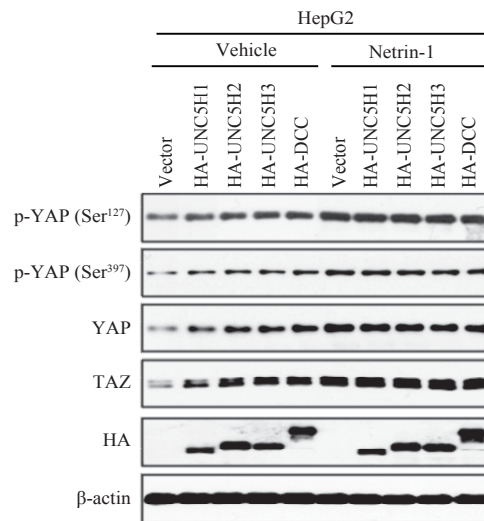 HepG2
Vehicle Netrin-1
Vector HA-UNC5H1 HA-UNC5H2 HA-UNC5H3 HA-DCC Vector HA-UNC5H1 HA-UNC5H2 HA-UNC5H3 HA-DCC
p-YAP (Ser¹²⁷)
p-YAP (Ser³⁹⁷)
YAP
TAZ
HA
β-actin